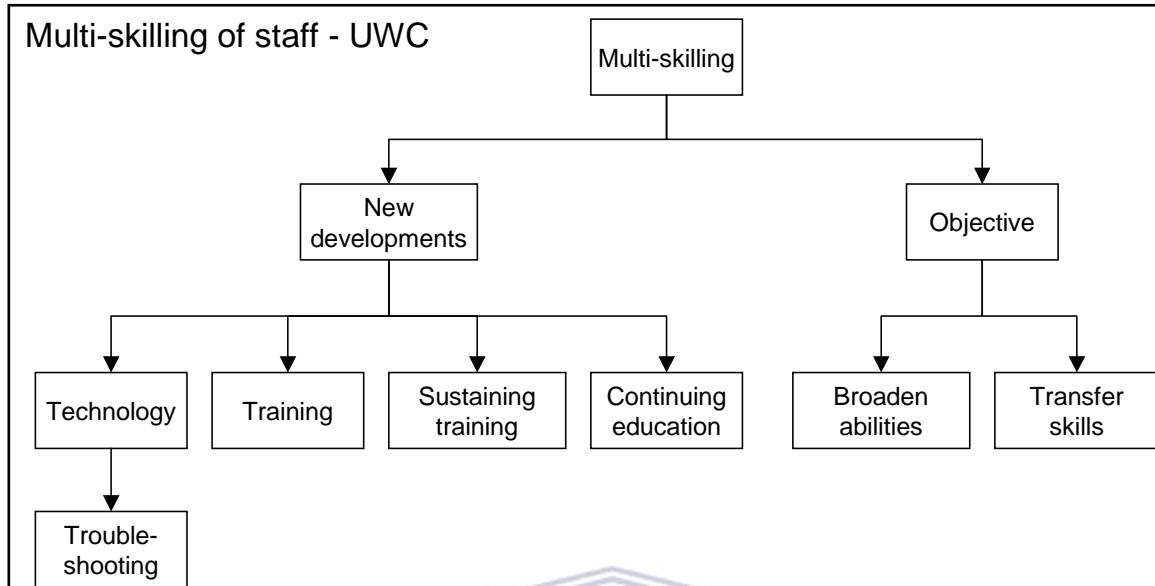 Multi-skilling of staff - UWC
Multi-skilling
New
developments
Objective
Technology
Training
Sustaining
training
Continuing
education
Broaden
abilities
Transfer
skills
Trouble-
shooting